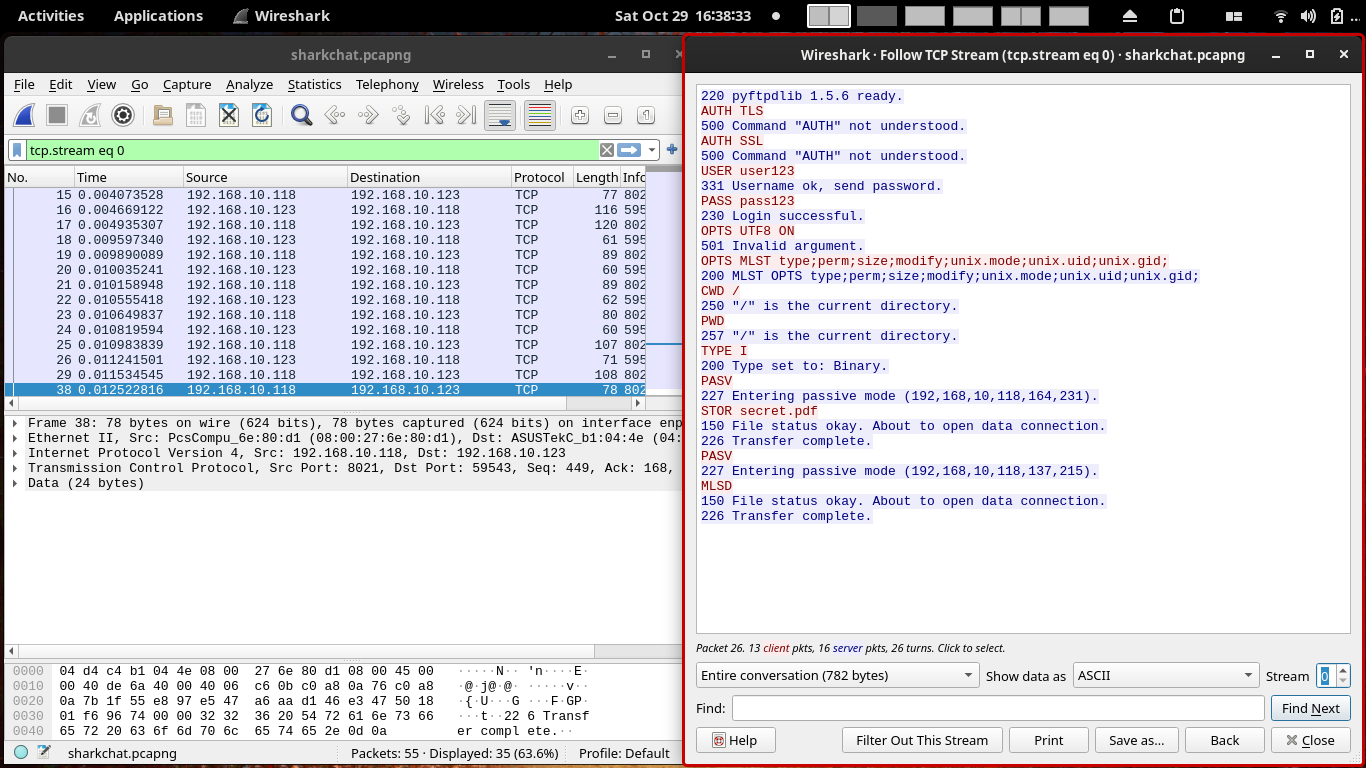 Activities Applications Wireshark Sat Oct 29 16:38:33
sharkchat.pcapng
File Edit View Go Capture Analyze Statistics Telephony Wireless Tools Help
tcp.stream eq 0
No. Time Source Destination Protocol Length Info
15 0.004073528 192.168.10.118 192.168.10.123 TCP 77 802
16 0.004669122 192.168.10.123 192.168.10.118 TCP 116 595
17 0.004935307 192.168.10.118 192.168.10.123 TCP 120 802
18 0.009597340 192.168.10.123 192.168.10.118 TCP 61 595
19 0.009890089 192.168.10.118 192.168.10.123 TCP 89 802
20 0.010035241 192.168.10.123 192.168.10.118 TCP 60 595
21 0.010158948 192.168.10.118 192.168.10.123 TCP 89 802
22 0.010555418 192.168.10.123 192.168.10.118 TCP 62 595
23 0.010649837 192.168.10.118 192.168.10.123 TCP 80 802
24 0.010819594 192.168.10.123 192.168.10.118 TCP 60 595
25 0.010983839 192.168.10.118 192.168.10.123 TCP 107 802
26 0.011241501 192.168.10.123 192.168.10.118 TCP 71 595
29 0.011534545 192.168.10.118 192.168.10.123 TCP 108 802
38 0.012522816 192.168.10.118 192.168.10.123 TCP 78 802
Frame 38: 78 bytes on wire (624 bits), 78 bytes captured (624 bits) on interface enp
Ethernet II, Src: PcsCompu_6e:80:d1 (08:00:27:6e:80:d1), Dst: ASUSTekC_b1:04:4e (04:
Internet Protocol Version 4, Src: 192.168.10.118, Dst: 192.168.10.123
Transmission Control Protocol, Src Port: 8021, Dst Port: 59543, Seq: 449, Ack: 168,
Data (24 bytes)
0000 04 d4 c4 b1 04 4e 08 00 27 6e 80 d1 08 00 45 00 ·····N·· 'n····E·
0010 00 40 de 6a 40 00 40 06 c6 0b c0 a8 0a 76 c0 a8 ·@·j@·@· ·····v··
0020 0a 7b 1f 55 e8 97 e5 47 a6 aa d1 46 e3 47 50 18 ·{·U···G ···F·GP·
0030 01 f6 96 74 00 00 32 32 36 20 54 72 61 6e 73 66 ···t··22 6 Transf
0040 65 72 20 63 6f 6d 70 6c 65 74 65 2e 0d 0a er compl ete.··
sharkchat.pcapng Packets: 55 · Displayed: 35 (63.6%) Profile: Default
Wireshark · Follow TCP Stream (tcp.stream eq 0) · sharkchat.pcapng
220 pyftpdlib 1.5.6 ready.
AUTH TLS
500 Command "AUTH" not understood.
AUTH SSL
500 Command "AUTH" not understood.
USER user123
331 Username ok, send password.
PASS pass123
230 Login successful.
OPTS UTF8 ON
501 Invalid argument.
OPTS MLST type;perm;size;modify;unix.mode;unix.uid;unix.gid;
200 MLST OPTS type;perm;size;modify;unix.mode;unix.uid;unix.gid;
CWD /
250 "/" is the current directory.
PWD
257 "/" is the current directory.
TYPE I
200 Type set to: Binary.
PASV
227 Entering passive mode (192,168,10,118,164,231).
STOR secret.pdf
150 File status okay. About to open data connection.
226 Transfer complete.
PASV
227 Entering passive mode (192,168,10,118,137,215).
MLSD
150 File status okay. About to open data connection.
226 Transfer complete.
Packet 26. 13 client pkts, 16 server pkts, 26 turns. Click to select.
Entire conversation (782 bytes) Show data as ASCII Stream 0
Find: Find Next
Help Filter Out This Stream Print Save as... Back Close